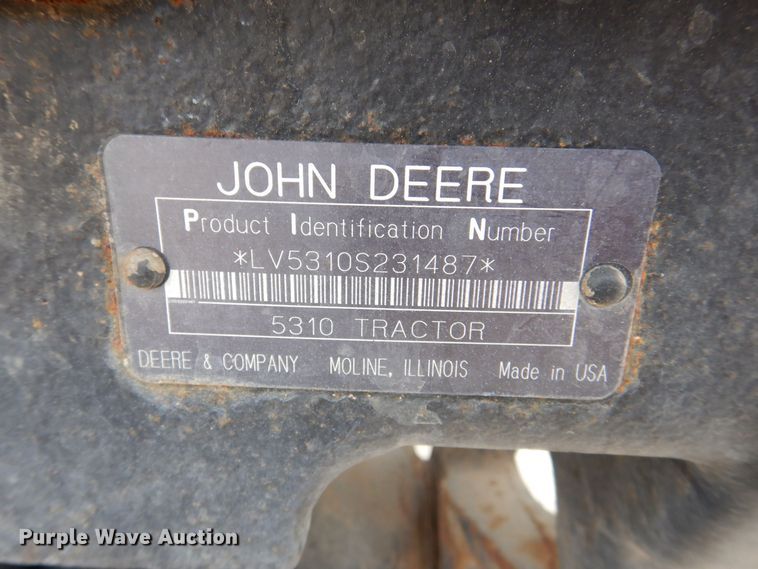 JOHN DEERE
Product Identification Number
*LV5310S231487*
5310 TRACTOR
DEERE & COMPANY MOLINE, ILLINOIS Made in USA
Purple Wave Auction